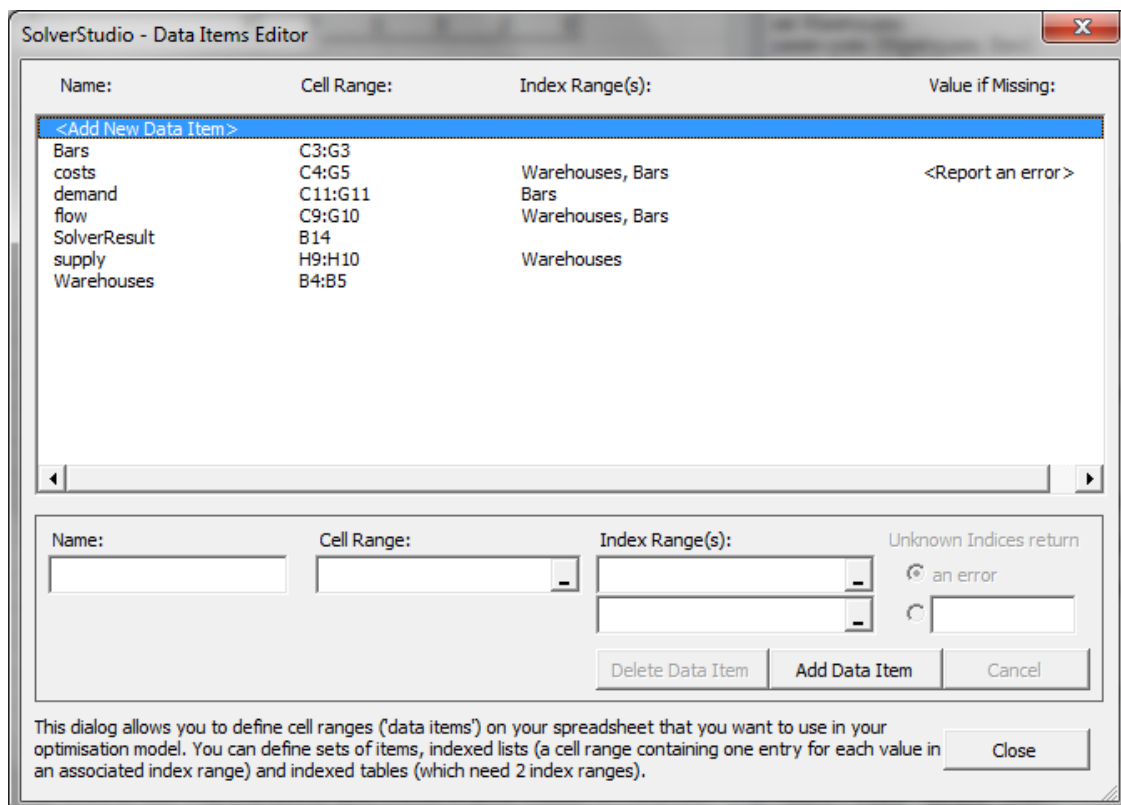 SolverStudio - Data Items Editor
Name: Cell Range: Index Range(s): Value if Missing:
<Add New Data Item>
Bars C3:G3
costs C4:G5 Warehouses, Bars <Report an error>
demand C11:G11 Bars
flow C9:G10 Warehouses, Bars
SolverResult B14
supply H9:H10 Warehouses
Warehouses B4:B5
Name: Cell Range: Index Range(s): Unknown Indices return
an error
Delete Data Item Add Data Item Cancel
This dialog allows you to define cell ranges ('data items') on your spreadsheet that you want to use in your
optimisation model. You can define sets of items, indexed lists (a cell range containing one entry for each value in
an associated index range) and indexed tables (which need 2 index ranges).
Close